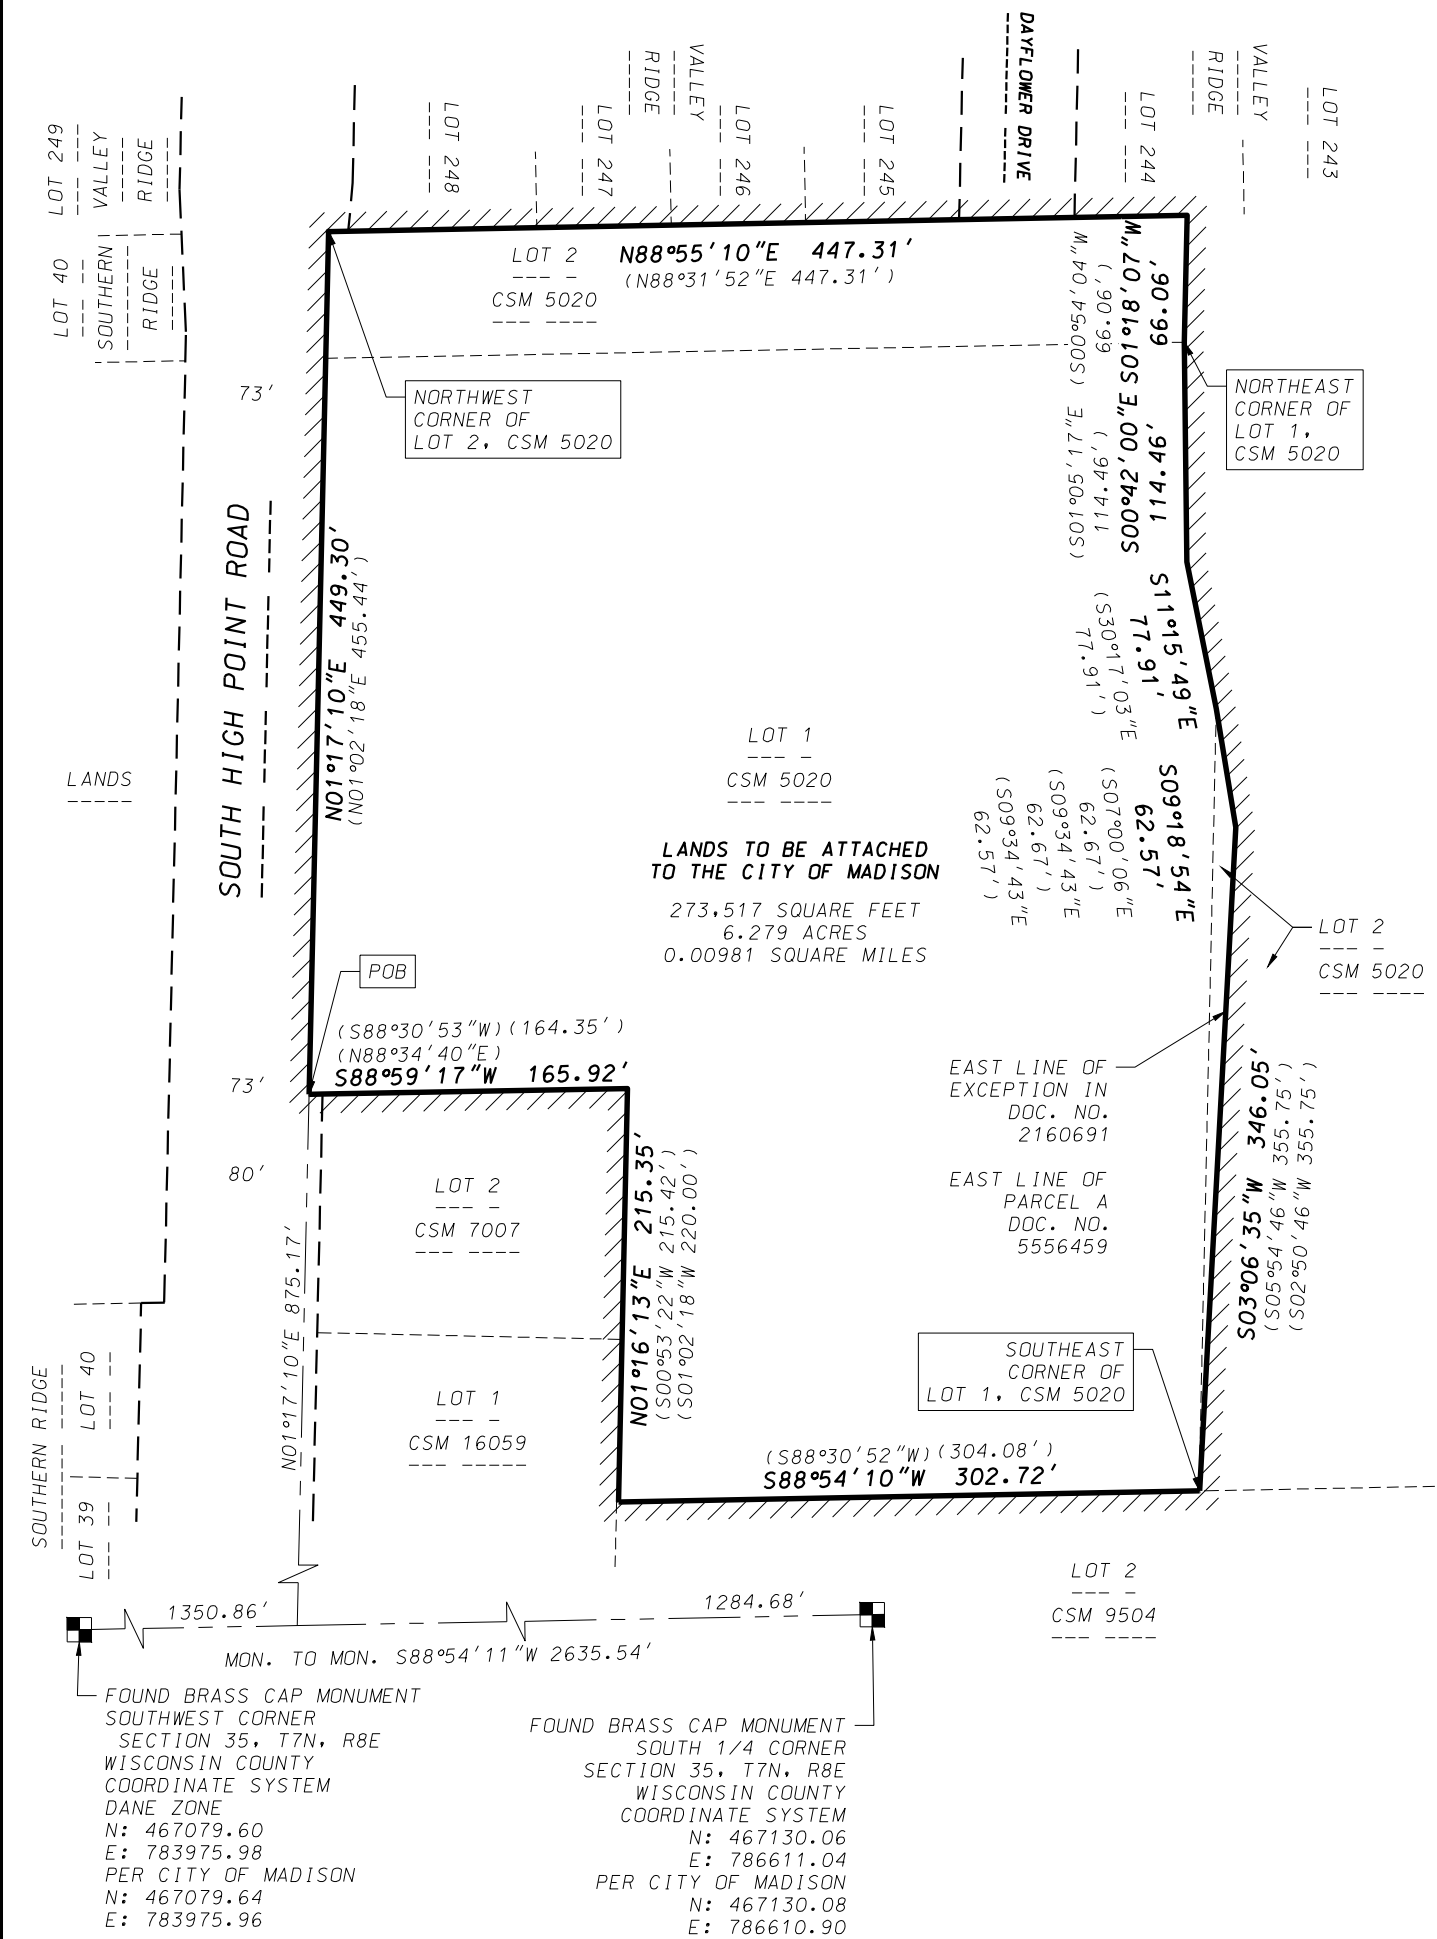 LOT 249
VALLEY
RIDGE
LOT 40
SOUTHERN
RIDGE
LOT 248
LOT 247
RIDGE
VALLEY
LOT 246
LOT 245
DAYFLOWER DRIVE
LOT 244
RIDGE
VALLEY
LOT 243
LOT 2
CSM 5020
N88°55'10"E 447.31'
(N88°31'52"E 447.31')
S01°18'07"W
66.06'
(S00°54'04"W
66.06')
NORTHWEST
CORNER OF
LOT 2, CSM 5020
NORTHEAST
CORNER OF
LOT 1,
CSM 5020
73'
S00°42'00"E
114.46'
(S01°05'17"E
114.46')
SOUTH HIGH POINT ROAD
N01°17'10"E 449.30'
(N01°02'18"E 455.44')
S11°15'49"E
77.91'
(S30°17'03"E
77.91')
LANDS
LOT 1
CSM 5020
LANDS TO BE ATTACHED
TO THE CITY OF MADISON
273,517 SQUARE FEET
6.279 ACRES
0.00981 SQUARE MILES
S09°18'54"E
62.57'
(S07°00'06"E
62.67')
(S09°34'43"E
62.67')
(S09°34'43"E
62.57')
LOT 2
CSM 5020
POB
(S88°30'53"W)(164.35')
(N88°34'40"E)
S88°59'17"W 165.92'
73'
80'
EAST LINE OF
EXCEPTION IN
DOC. NO.
2160691
EAST LINE OF
PARCEL A
DOC. NO.
5556459
S03°06'35"W 346.05'
(S05°54'46"W 355.75')
(S02°50'46"W 355.75')
LOT 2
CSM 7007
N01°16'13"E 215.35'
(S00°53'22"W 215.42')
(S01°02'18"W 220.00')
N01°17'10"E 875.17'
SOUTHERN RIDGE
LOT 40
LOT 39
LOT 1
CSM 16059
SOUTHEAST
CORNER OF
LOT 1, CSM 5020
(S88°30'52"W)(304.08')
S88°54'10"W 302.72'
LOT 2
CSM 9504
1350.86'
1284.68'
MON. TO MON. S88°54'11"W 2635.54'
FOUND BRASS CAP MONUMENT
SOUTHWEST CORNER
SECTION 35, T7N, R8E
WISCONSIN COUNTY
COORDINATE SYSTEM
DANE ZONE
N: 467079.60
E: 783975.98
PER CITY OF MADISON
N: 467079.64
E: 783975.96
FOUND BRASS CAP MONUMENT
SOUTH 1/4 CORNER
SECTION 35, T7N, R8E
WISCONSIN COUNTY
COORDINATE SYSTEM
N: 467130.06
E: 786611.04
PER CITY OF MADISON
N: 467130.08
E: 786610.90